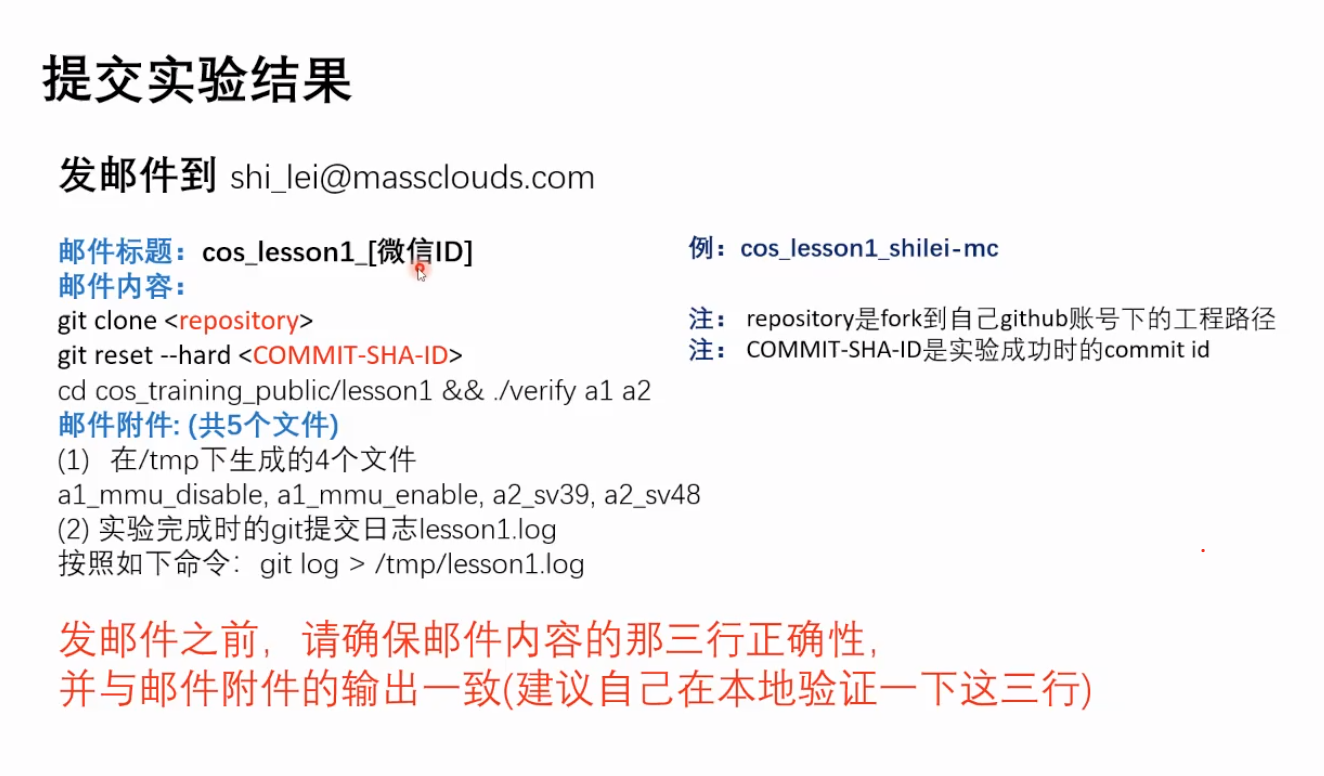 提交实验结果
发邮件到 shi_lei@massclouds.com
邮件标题：cos_lesson1_[微信ID]
例：cos_lesson1_shilei-mc
邮件内容：
git clone <repository>
注： repository是fork到自己github账号下的工程路径
git reset --hard <COMMIT-SHA-ID>
注： COMMIT-SHA-ID是实验成功时的commit id
cd cos_training_public/lesson1 && ./verify a1 a2
邮件附件: (共5个文件)
(1) 在/tmp下生成的4个文件
a1_mmu_disable, a1_mmu_enable, a2_sv39, a2_sv48
(2) 实验完成时的git提交日志lesson1.log
按照如下命令：git log > /tmp/lesson1.log
发邮件之前，请确保邮件内容的那三行正确性，
并与邮件附件的输出一致(建议自己在本地验证一下这三行)